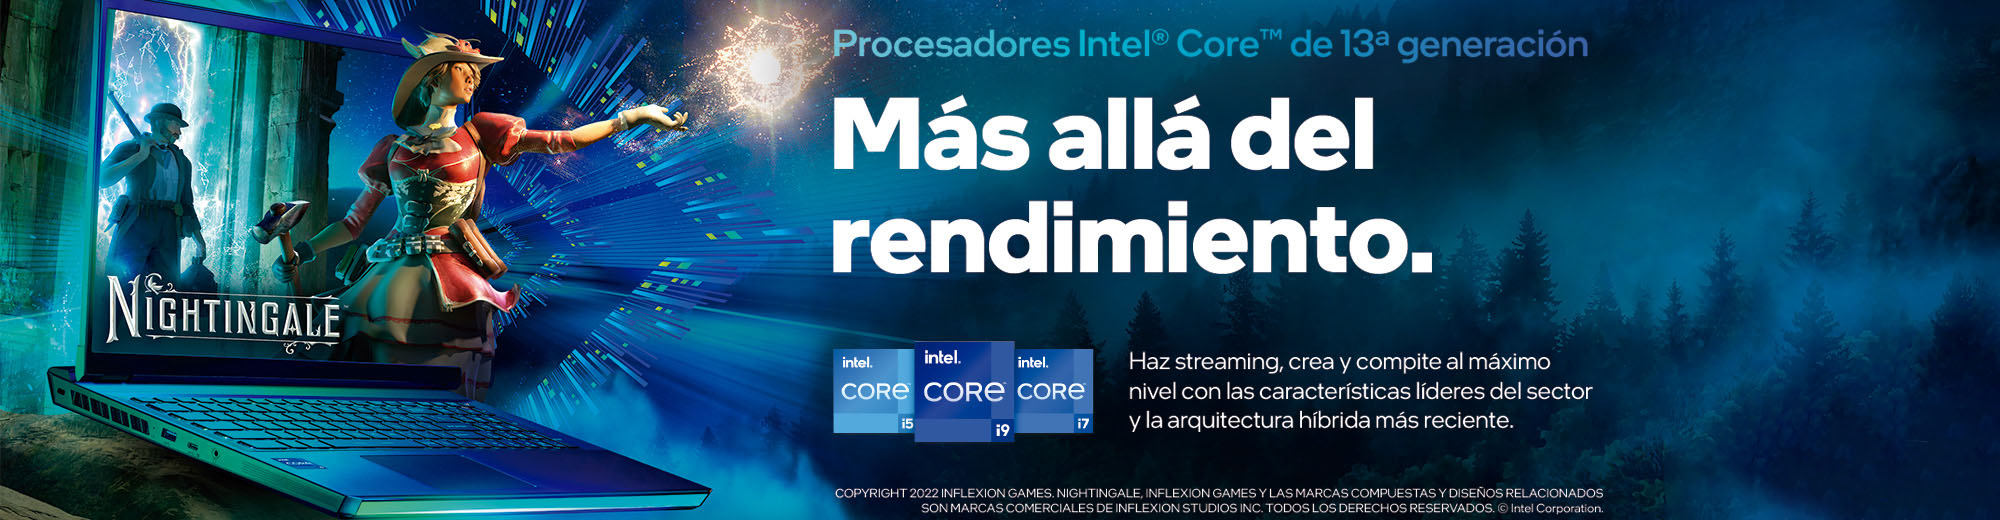 Procesadores Intel® Core™ de 13ª generación
Más allá del
rendimiento.
NIGHTINGALE
intel.
CORE
i5
intel.
CORE
i9
intel.
CORE
i7
Haz streaming, crea y compite al máximo
nivel con las características líderes del sector
y la arquitectura híbrida más reciente.
COPYRIGHT 2022 INFLEXION GAMES. NIGHTINGALE, INFLEXION GAMES Y LAS MARCAS COMPUESTAS Y DISEÑOS RELACIONADOS
SON MARCAS COMERCIALES DE INFLEXION STUDIOS INC. TODOS LOS DERECHOS RESERVADOS. © Intel Corporation.